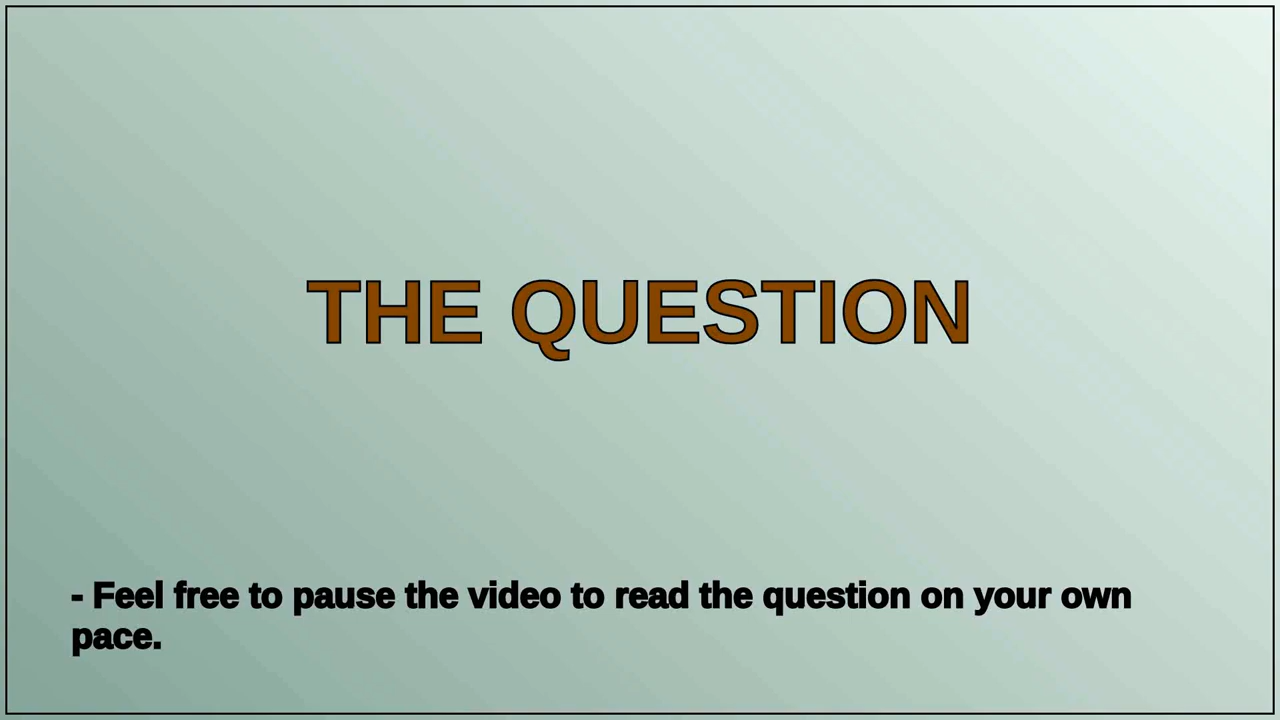 THE QUESTION
- Feel free to pause the video to read the question on your own
pace.